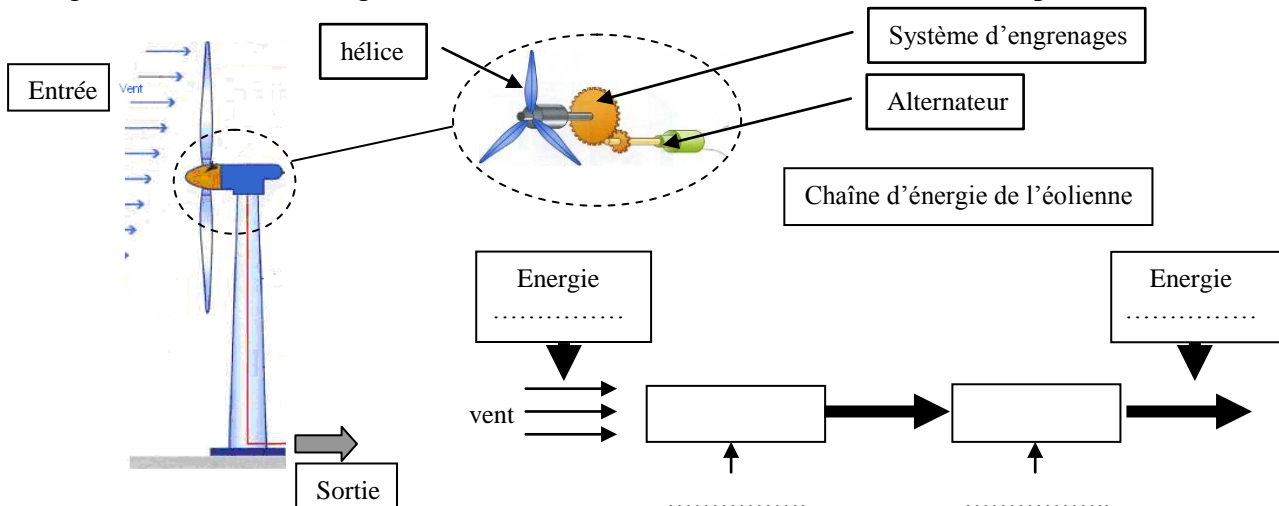 hélice
Système d’engrenages
Entrée
Vent
Alternateur
Chaîne d’énergie de l’éolienne
Energie
……………
Energie
……………
vent
Sortie
……………. ……………..